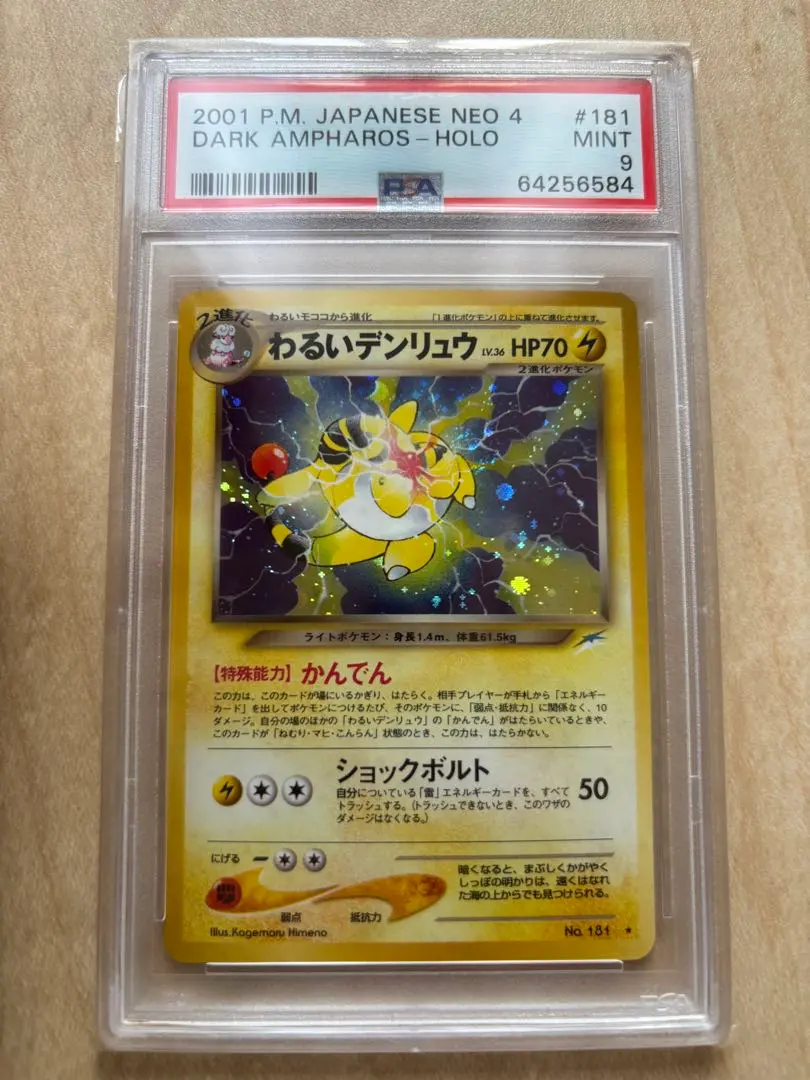 2001 P.M. JAPANESE NEO 4 #181
DARK AMPHAROS – HOLO MINT
9
PSA 64256584
2進化
わるいモココから進化 「1進化ポケモン」の上に重ねて進化させます。
わるいデンリュウ LV.36 HP70
2進化ポケモン
ライトポケモン：身長1.4m、体重61.5kg
【特殊能力】かんでん
この力は、このカードが場にいるかぎり、はたらく。相手プレイヤーが手札から「エネルギー
カード」を出してポケモンにつけるたび、そのポケモンに、「弱点・抵抗力」に関係なく、10
ダメージ。自分の場のほかの「わるいデンリュウ」の「かんでん」がはたらいているときや、
このカードが「ねむり・マヒ・こんらん」状態のとき、この力は、はたらかない。
ショックボルト
自分についている「雷」エネルギーカードを、すべて
トラッシュする。（トラッシュできないとき、このワザの
ダメージはなくなる。）
50
にげる
弱点 抵抗力
暗くなると、まぶしくかがやく
しっぽの明かりは、遠くはなれ
た海の上からでも見つけられる。
Illus.Kagemaru Himeno No. 181 ★
PSA